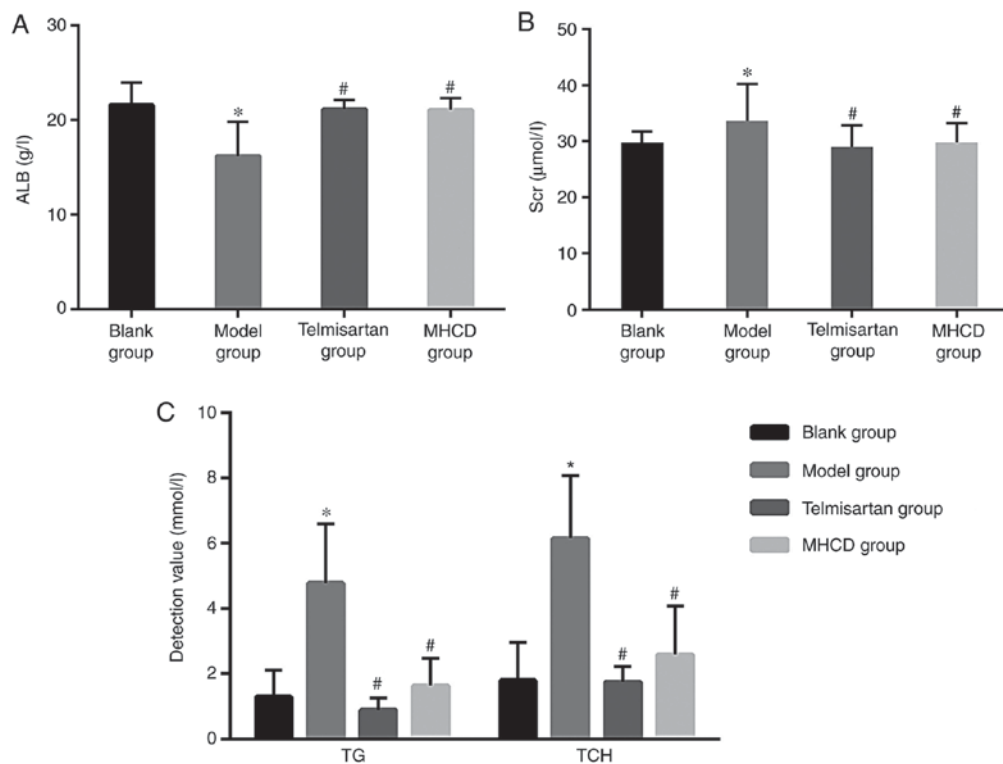 A
30
20
10
0
ALB (g/l)
*
#
#
Blank
group
Model
group
Telmisartan
group
MHCD
group
B
50
40
30
20
10
0
Scr (μmol/l)
*
#
#
Blank
group
Model
group
Telmisartan
group
MHCD
group
C
10
8
6
4
2
0
Detection value (mmol/l)
*
#
#
*
#
#
TG
TCH
Blank group
Model group
Telmisartan group
MHCD group